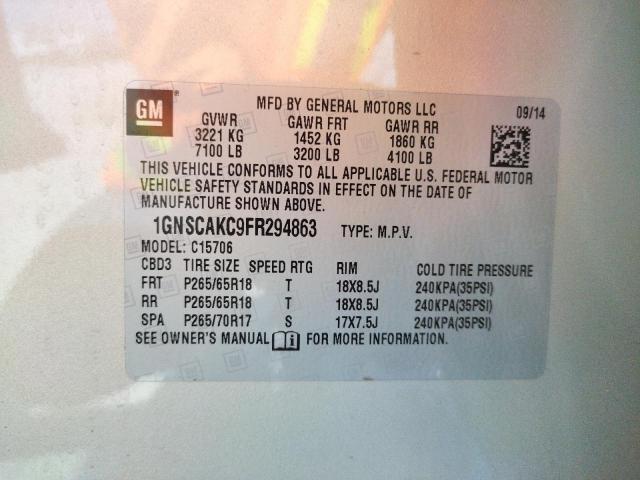 GM
MFD BY GENERAL MOTORS LLC 09/14
GVWR GAWR FRT GAWR RR
3221 KG 1452 KG 1860 KG
7100 LB 3200 LB 4100 LB
THIS VEHICLE CONFORMS TO ALL APPLICABLE U.S. FEDERAL MOTOR
VEHICLE SAFETY STANDARDS IN EFFECT ON THE DATE OF
MANUFACTURE SHOWN ABOVE.
1GNSCAKC9FR294863 TYPE: M.P.V.
MODEL: C15706
CBD3 TIRE SIZE SPEED RTG RIM COLD TIRE PRESSURE
FRT P265/65R18 T 18X8.5J 240KPA(35PSI)
RR P265/65R18 T 18X8.5J 240KPA(35PSI)
SPA P265/70R17 S 17X7.5J 240KPA(35PSI)
SEE OWNER'S MANUAL i FOR MORE INFORMATION.